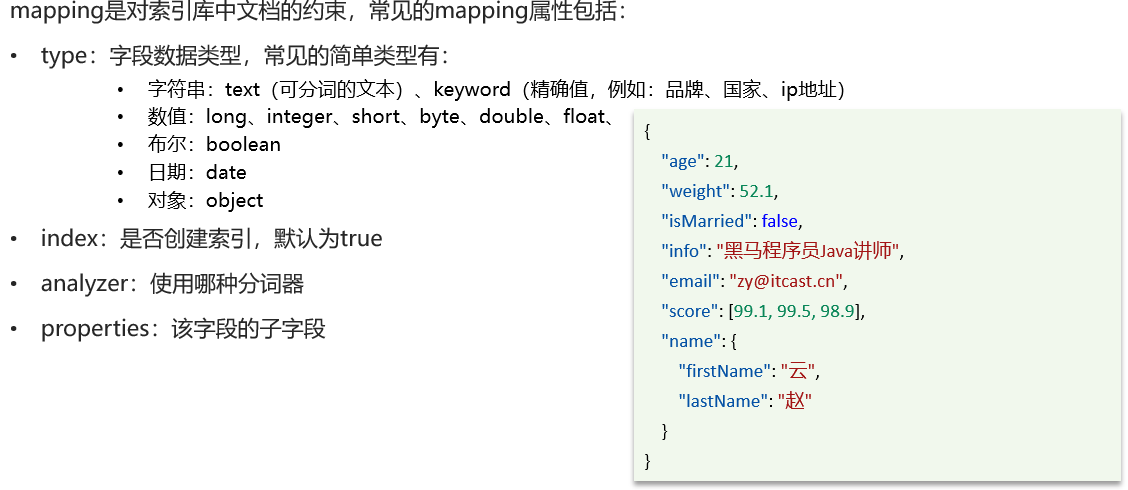 mapping是对索引库中文档的约束，常见的mapping属性包括：
• type：字段数据类型，常见的简单类型有：
• 字符串：text（可分词的文本）、keyword（精确值，例如：品牌、国家、ip地址）
• 数值：long、integer、short、byte、double、float、
• 布尔：boolean
• 日期：date
• 对象：object
• index：是否创建索引，默认为true
• analyzer：使用哪种分词器
• properties：该字段的子字段
{
"age": 21,
"weight": 52.1,
"isMarried": false,
"info": "黑马程序员Java讲师",
"email": "zy@itcast.cn",
"score": [99.1, 99.5, 98.9],
"name": {
"firstName": "云",
"lastName": "赵"
}
}